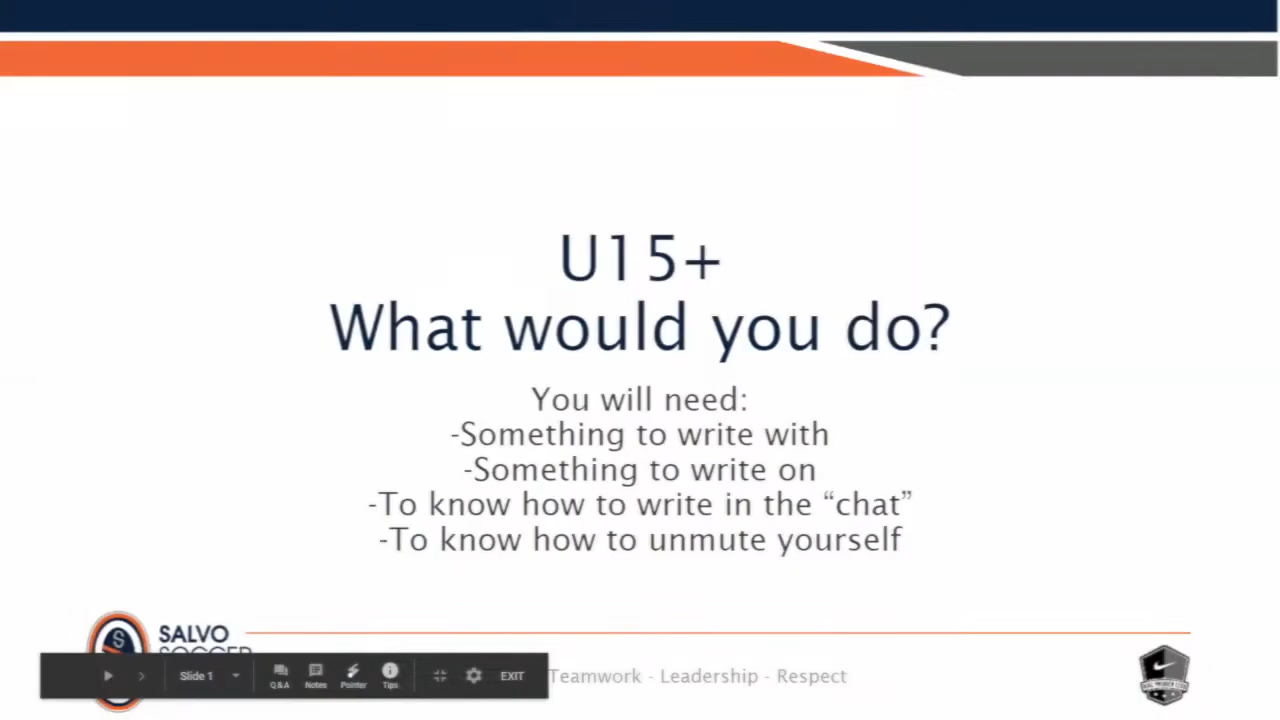 U15+
What would you do?
You will need:
-Something to write with
-Something to write on
-To know how to write in the “chat”
-To know how to unmute yourself
S
SALVO
SOCCER
Slide 1
Q&A
Notes
Pointer
Tips
EXIT
Teamwork - Leadership - Respect